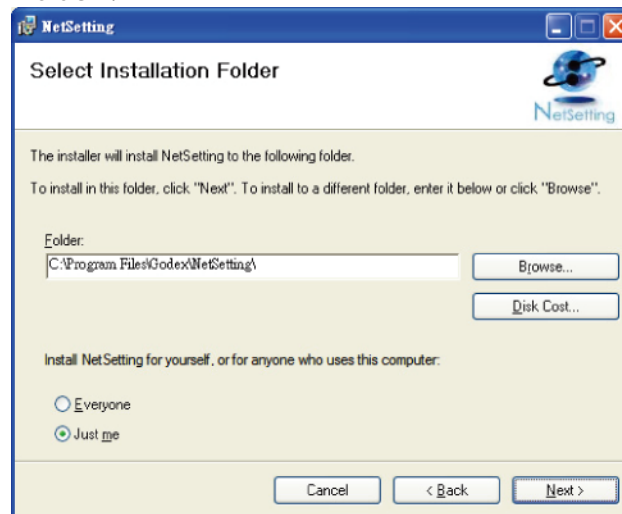 NetSetting
Select Installation Folder
NetSetting
The installer will install NetSetting to the following folder.
To install in this folder, click "Next". To install to a different folder, enter it below or click "Browse".
Folder:
C:\Program Files\Godex\NetSetting\
Browse...
Disk Cost...
Install NetSetting for yourself, or for anyone who uses this computer:
Everyone
Just me
Cancel
< Back
Next >